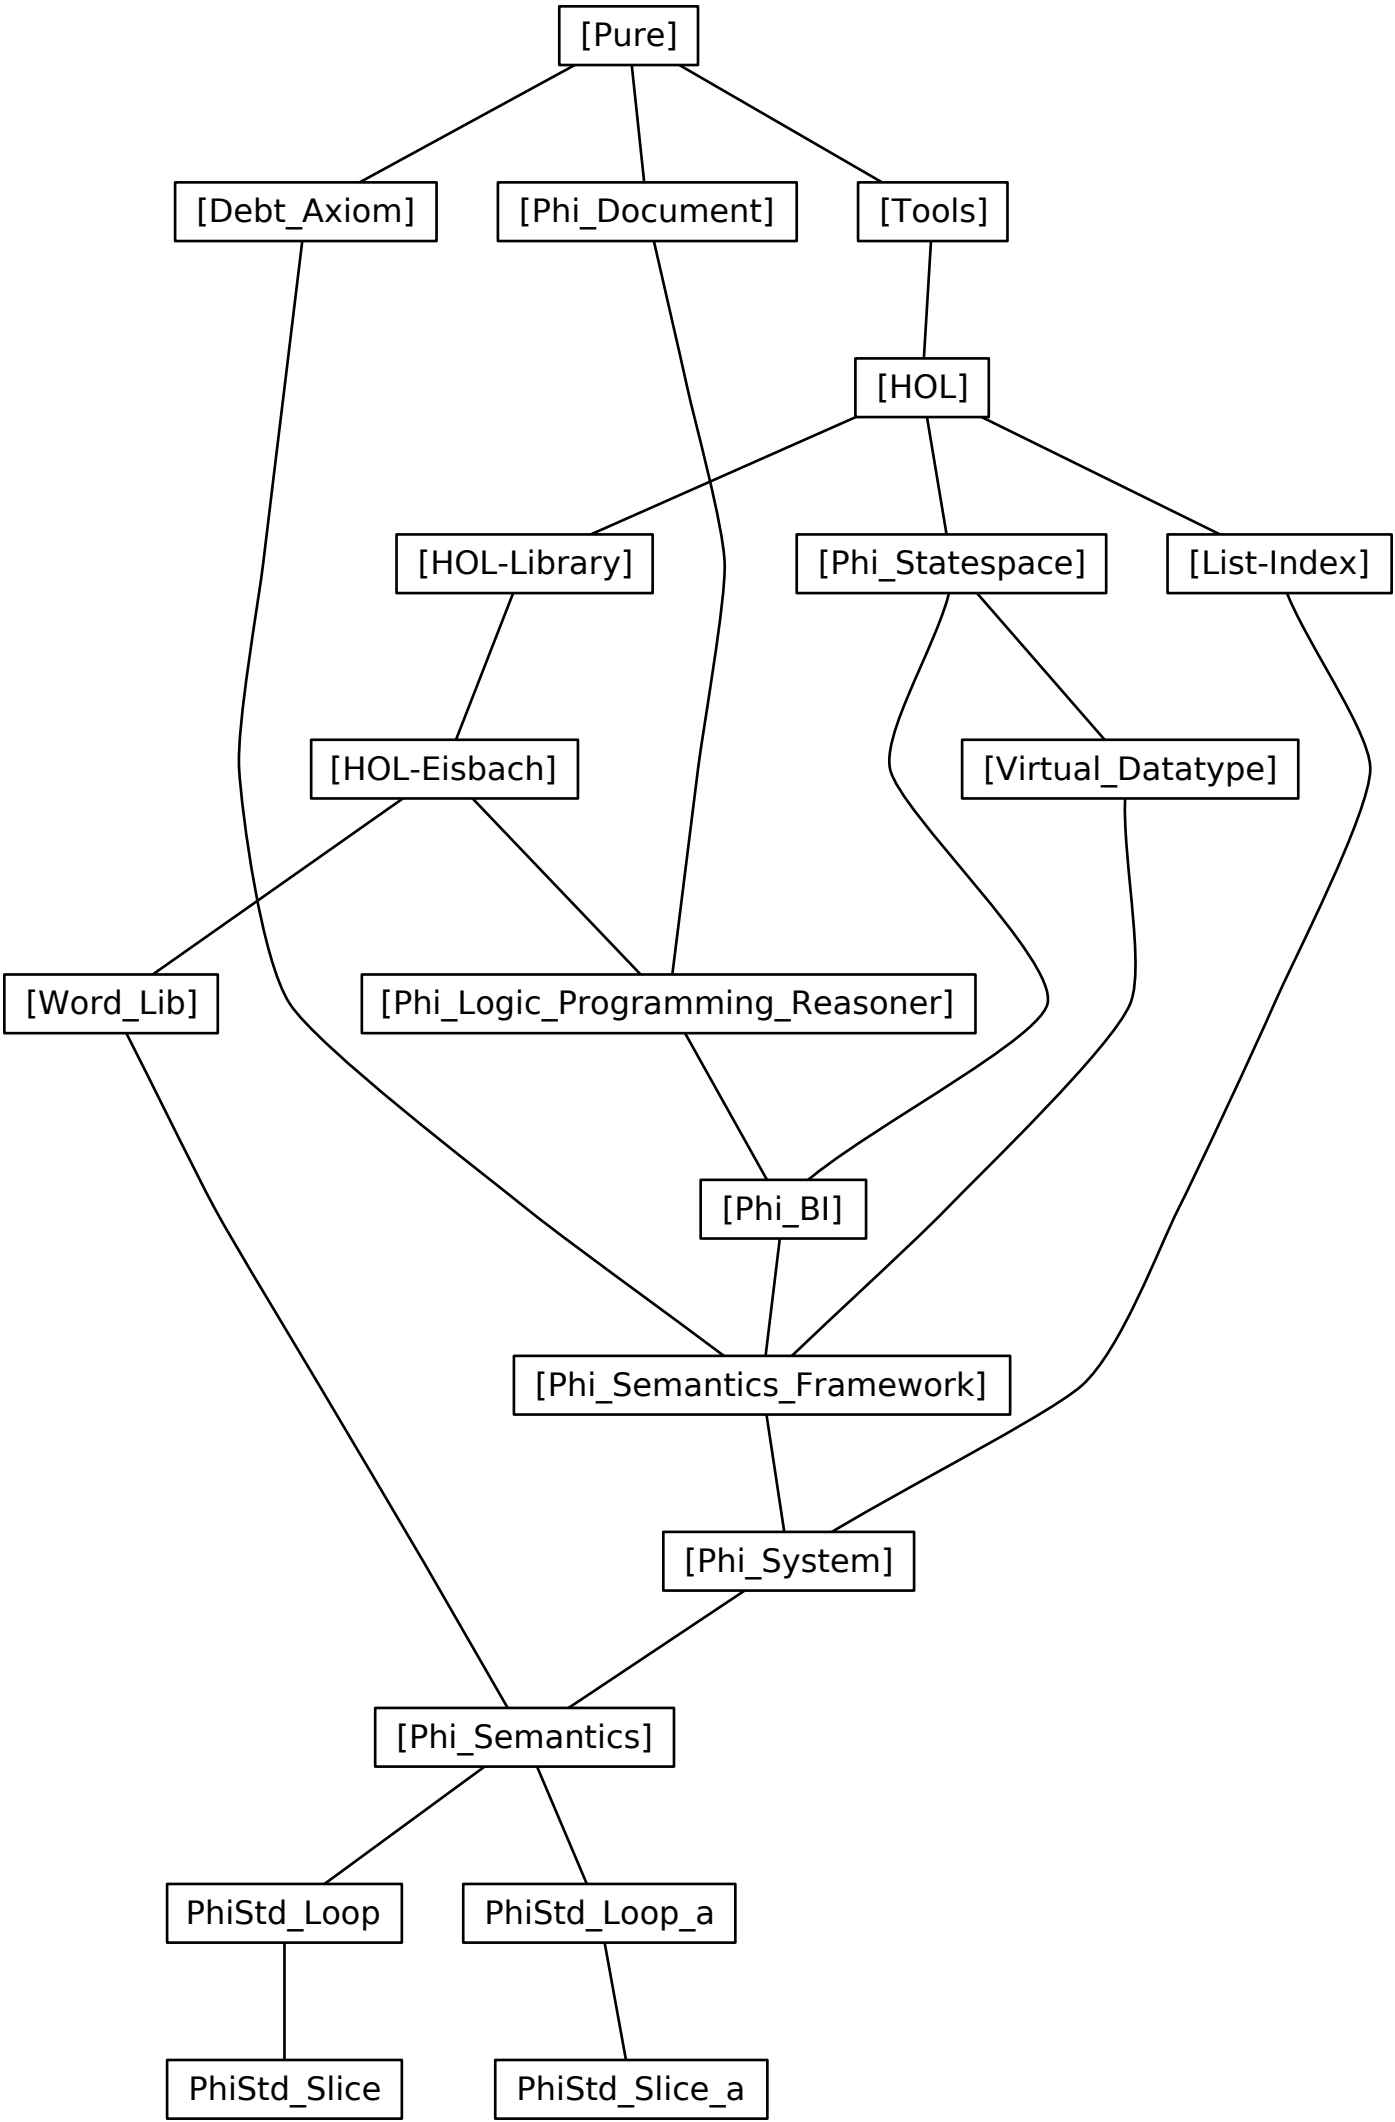 [Pure]
[Debt_Axiom]
[Phi_Document]
[Tools]
[HOL]
[HOL-Library]
[Phi_Statespace]
[List-Index]
[HOL-Eisbach]
[Virtual_Datatype]
[Word_Lib]
[Phi_Logic_Programming_Reasoner]
[Phi_BI]
[Phi_Semantics_Framework]
[Phi_System]
[Phi_Semantics]
PhiStd_Loop
PhiStd_Loop_a
PhiStd_Slice
PhiStd_Slice_a